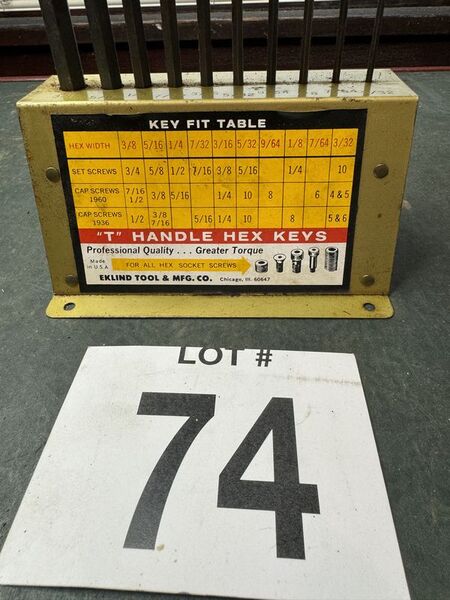 KEY FIT TABLE
HEX WIDTH 3/8 5/16 1/4 7/32 3/16 5/32 9/64 1/8 7/64 3/32
SET SCREWS 3/4 5/8 1/2 7/16 3/8 5/16 1/4 10
CAP SCREWS 1960 7/16 1/2 3/8 5/16 1/4 10 8 6 4 & 5
CAP SCREWS 1936 1/2 3/8 7/16 5/16 1/4 10 8 5 & 6
"T" HANDLE HEX KEYS
Professional Quality . . . Greater Torque
Made in U.S.A FOR ALL HEX SOCKET SCREWS
EKLIND TOOL & MFG. CO. Chicago, Ill. 60647
LOT #
74